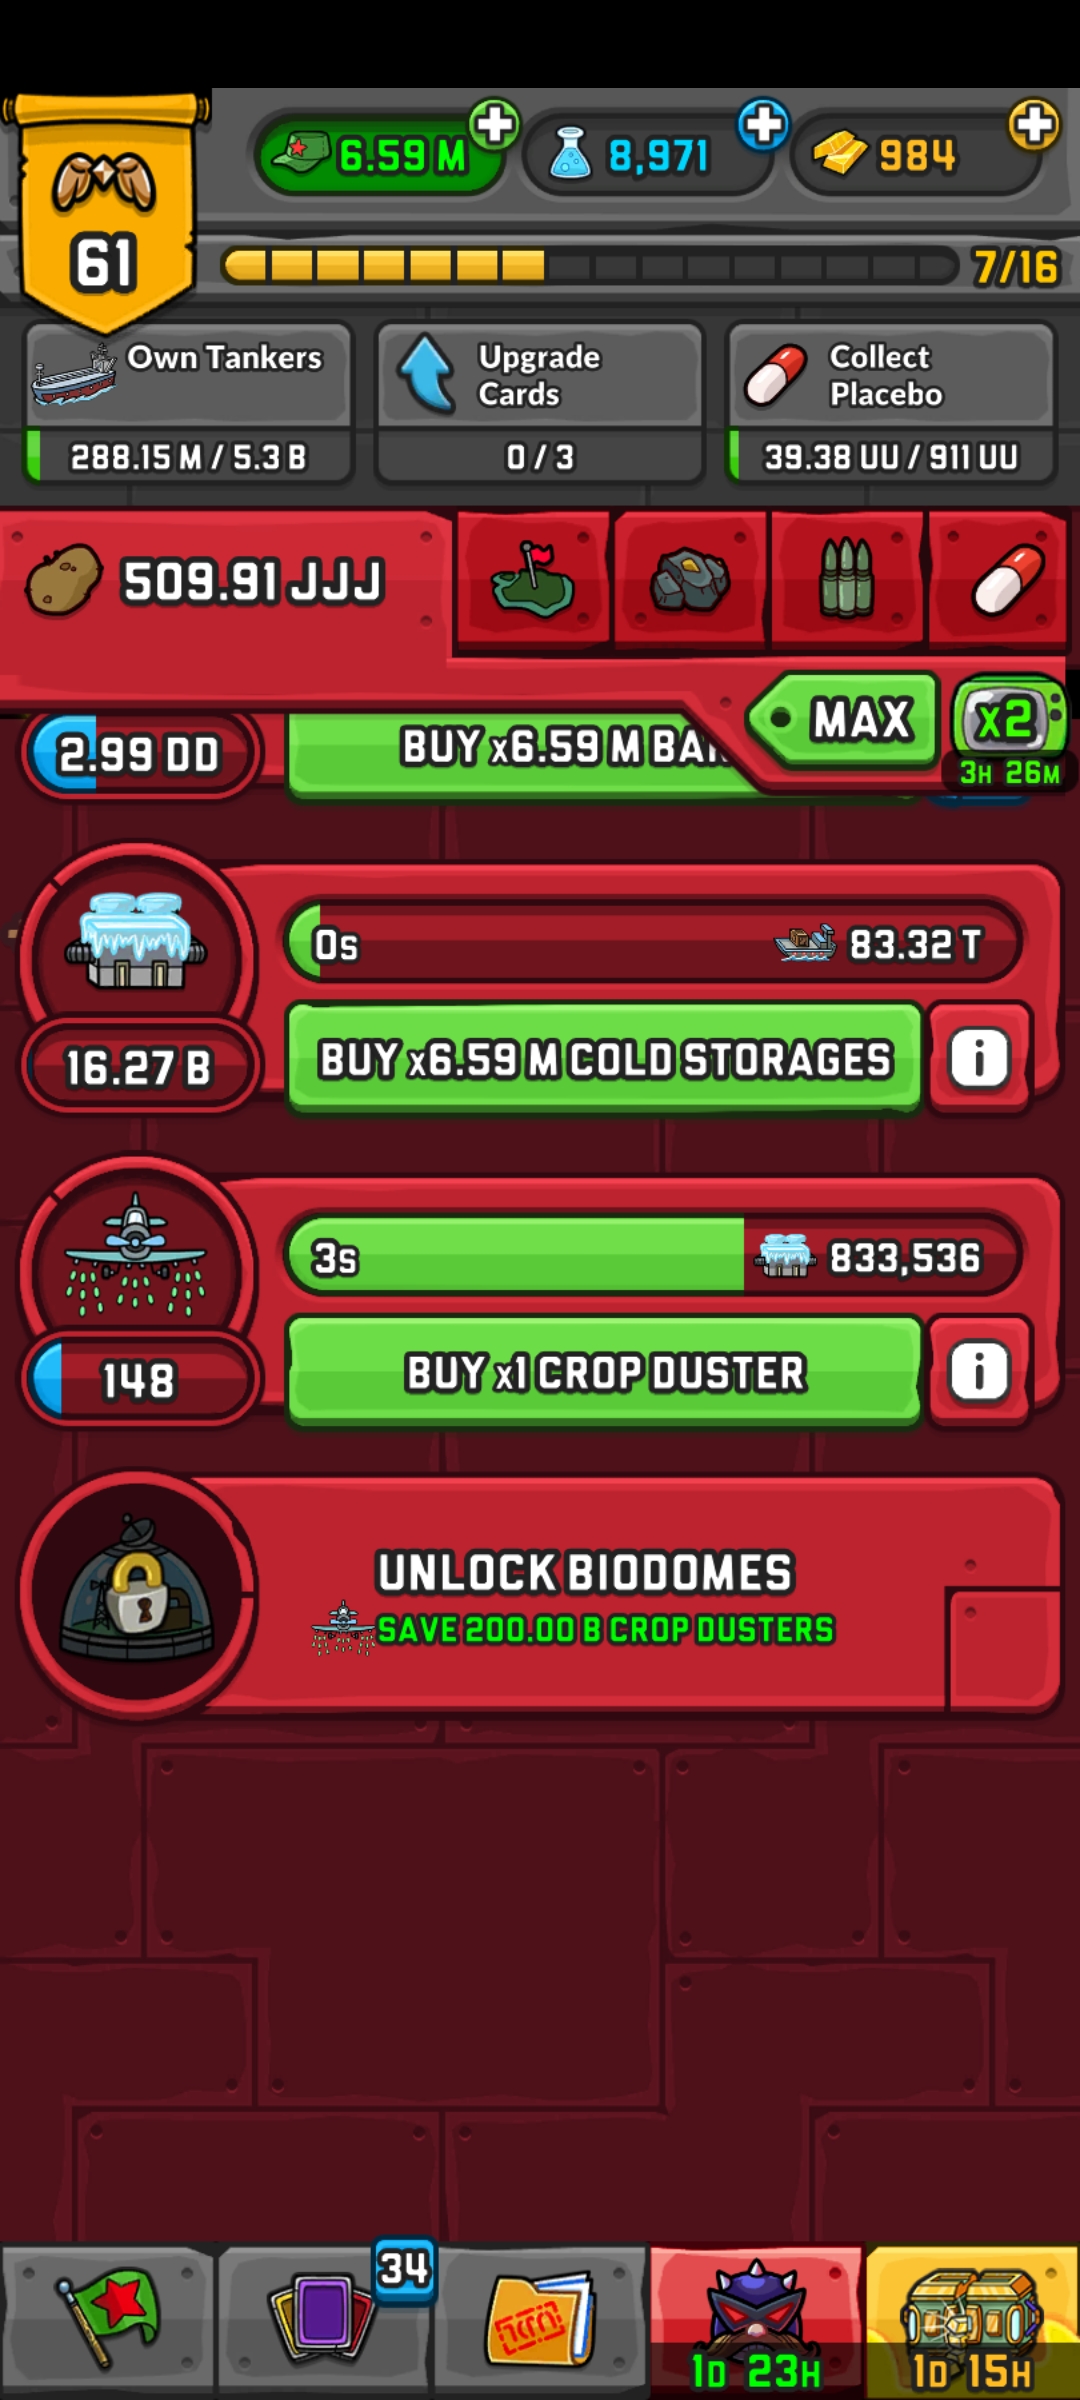 6.59 M
8,971
984
61
7/16
Own Tankers
288.15 M / 5.3 B
Upgrade
Cards
0 / 3
Collect
Placebo
39.38 UU / 911 UU
509.91 JJJ
MAX
x2
3H 26M
2.99 DD
BUY x6.59 M
0s
83.32 T
16.27 B
BUY x6.59 M COLD STORAGES
i
3s
833,536
148
BUY x1 CROP DUSTER
i
UNLOCK BIODOMES
SAVE 200.00 B CROP DUSTERS
34
1D 23H
1D 15H